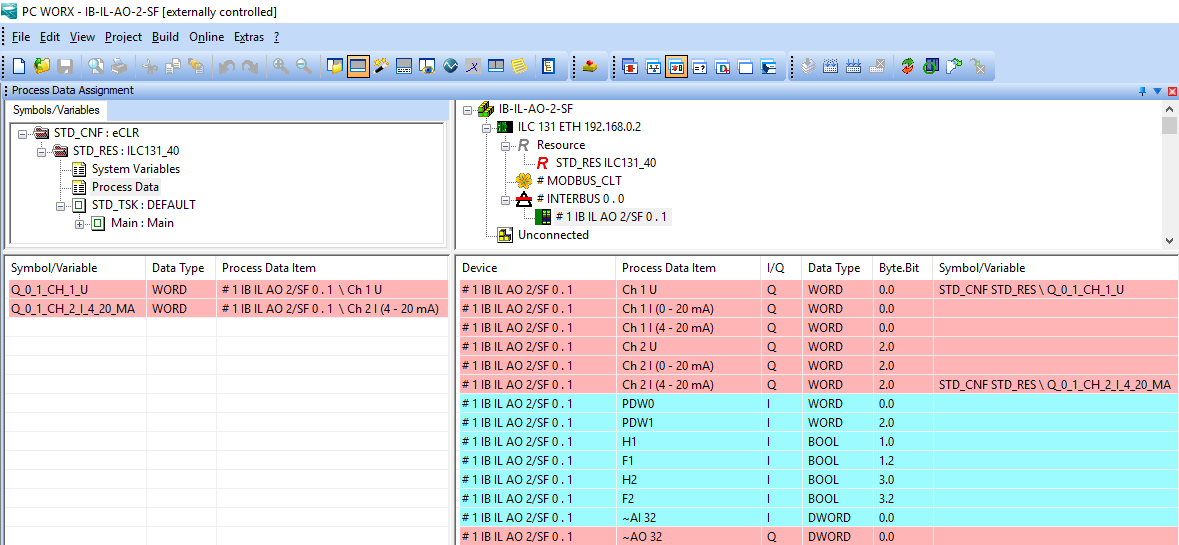 PC WORX - IB-IL-AO-2-SF [externally controlled]
File Edit View Project Build Online Extras ?
Process Data Assignment
Symbols/Variables
STD_CNF : eCLR
STD_RES : ILC131_40
System Variables
Process Data
STD_TSK : DEFAULT
Main : Main
IB-IL-AO-2-SF
ILC 131 ETH 192.168.0.2
R Resource
R STD_RES ILC131_40
# MODBUS_CLT
# INTERBUS 0 . 0
# 1 IB IL AO 2/SF 0 . 1
Unconnected
Symbol/Variable Data Type Process Data Item
Q_0_1_CH_1_U WORD # 1 IB IL AO 2/SF 0 . 1 \ Ch 1 U
Q_0_1_CH_2_I_4_20_MA WORD # 1 IB IL AO 2/SF 0 . 1 \ Ch 2 I (4 - 20 mA)
Device Process Data Item I/Q Data Type Byte.Bit Symbol/Variable
# 1 IB IL AO 2/SF 0 . 1 Ch 1 U Q WORD 0.0 STD_CNF STD_RES \ Q_0_1_CH_1_U
# 1 IB IL AO 2/SF 0 . 1 Ch 1 I (0 - 20 mA) Q WORD 0.0
# 1 IB IL AO 2/SF 0 . 1 Ch 1 I (4 - 20 mA) Q WORD 0.0
# 1 IB IL AO 2/SF 0 . 1 Ch 2 U Q WORD 2.0
# 1 IB IL AO 2/SF 0 . 1 Ch 2 I (0 - 20 mA) Q WORD 2.0
# 1 IB IL AO 2/SF 0 . 1 Ch 2 I (4 - 20 mA) Q WORD 2.0 STD_CNF STD_RES \ Q_0_1_CH_2_I_4_20_MA
# 1 IB IL AO 2/SF 0 . 1 PDW0 I WORD 0.0
# 1 IB IL AO 2/SF 0 . 1 PDW1 I WORD 2.0
# 1 IB IL AO 2/SF 0 . 1 H1 I BOOL 1.0
# 1 IB IL AO 2/SF 0 . 1 F1 I BOOL 1.2
# 1 IB IL AO 2/SF 0 . 1 H2 I BOOL 3.0
# 1 IB IL AO 2/SF 0 . 1 F2 I BOOL 3.2
# 1 IB IL AO 2/SF 0 . 1 ~AI 32 I DWORD 0.0
# 1 IB IL AO 2/SF 0 . 1 ~AO 32 Q DWORD 0.0